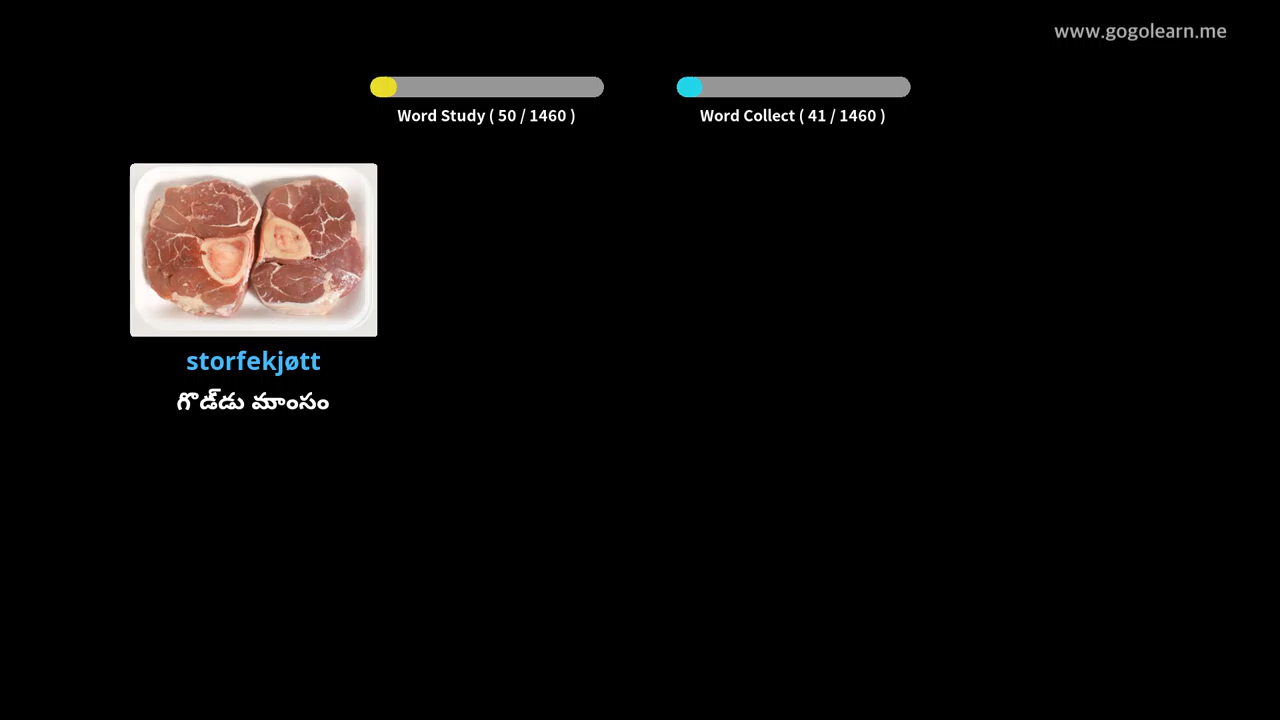 www.gogolearn.me
Word Study ( 50 / 1460 )
Word Collect ( 41 / 1460 )
storfekjøtt
గొడ్‌డు మాంసం